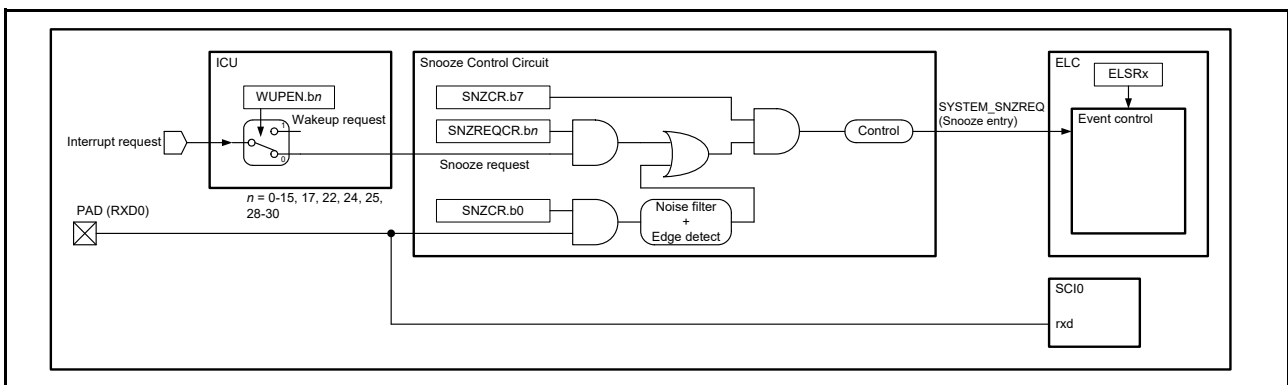 ICU
WUPEN.bn
1
Wakeup request
Interrupt request
0
n = 0-15, 17, 22, 24, 25,
28-30
PAD (RXD0)
Snooze Control Circuit
SNZCR.b7
SNZREQCR.bn
Snooze request
SNZCR.b0
Noise filter
+
Edge detect
Control
SYSTEM_SNZREQ
(Snooze entry)
ELC
ELSRx
Event control
SCI0
rxd